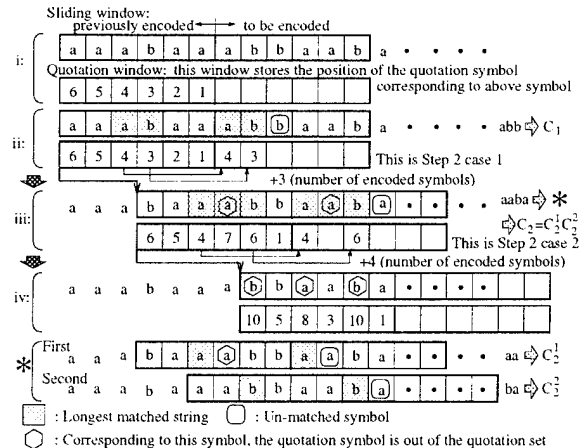 Sliding window:
previously encoded to be encoded
i: a a a b a a a b b a a b a • • • •
Quotation window: this window stores the position of the quotation symbol
corresponding to above symbol
6 5 4 3 2 1
ii: a a a b a a a b b a a b a • • • • abb ⇨ C₁
6 5 4 3 2 1 4 3
This is Step 2 case 1
+3 (number of encoded symbols)
iii: a a a b a a a b b a a b a • • • • aaba ⇨ *
⇨ C₂=C₂¹C₂²
6 5 4 7 6 1 4 6
This is Step 2 case 2
+4 (number of encoded symbols)
iv: a a a b a a a b b a a b a • • • •
10 5 8 3 10 1
* First a a a b a a a b b a a b a • • • • aa ⇨ C₂¹
Second a a a b a a a b b a a b a • • • • ba ⇨ C₂²
: Longest matched string : Un-matched symbol
: Corresponding to this symbol, the quotation symbol is out of the quotation set